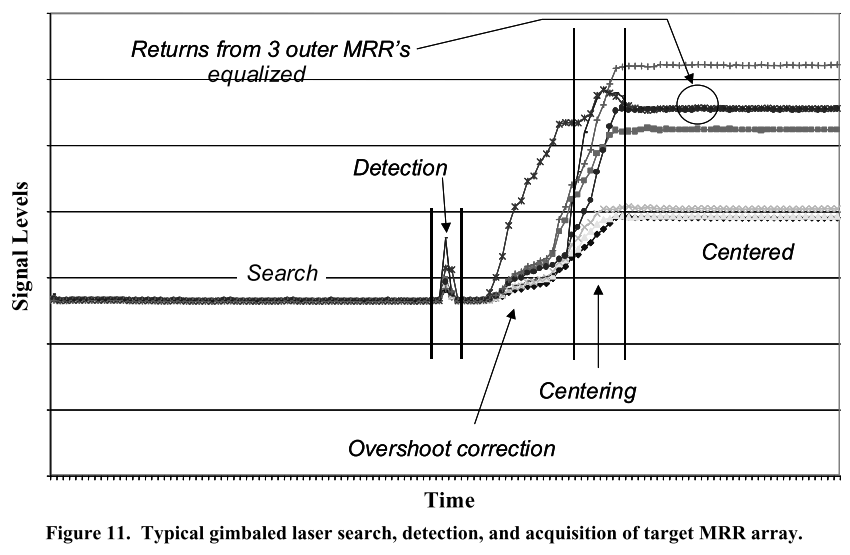 Returns from 3 outer MRR's
equalized
Detection
Search
Centered
Centering
Overshoot correction
Signal Levels
Time
Figure 11. Typical gimbaled laser search, detection, and acquisition of target MRR array.